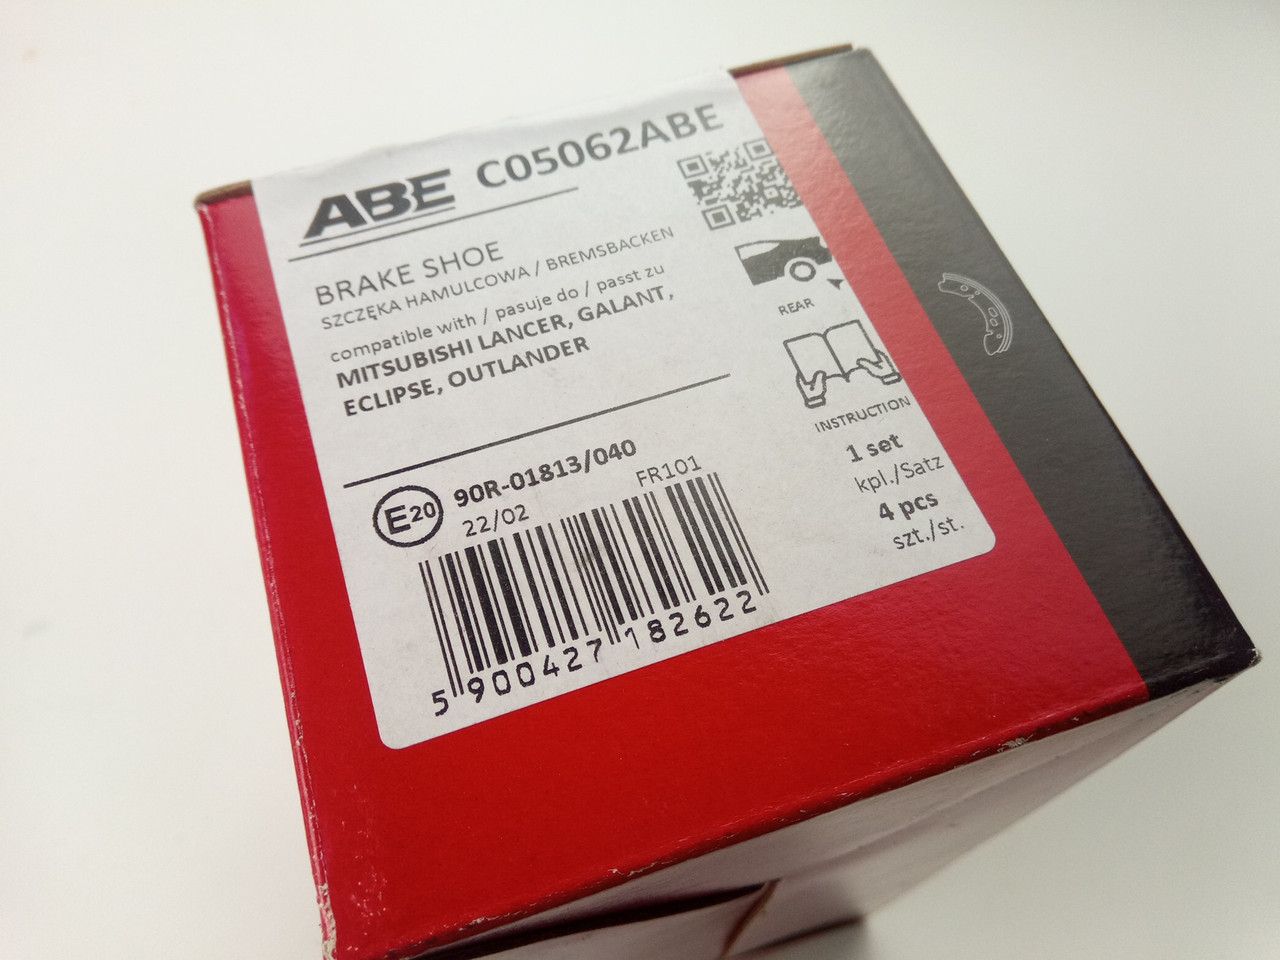 ABE C05062ABE
BRAKE SHOE
SZCZĘKA HAMULCOWA / BREMSBACKEN
compatible with / pasuje do / passt zu
MITSUBISHI LANCER, GALANT,
ECLIPSE, OUTLANDER
REAR
INSTRUCTION
1 set
kpl./Satz
4 pcs
szt./st.
E20 90R-01813/040
22/02 FR101
5 900427 182622